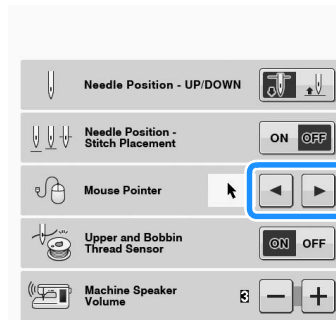 Needle Position - UP/DOWN
Needle Position -
Stitch Placement
ON OFF
Mouse Pointer
Upper and Bobbin
Thread Sensor
ON OFF
Machine Speaker
Volume
3 - +